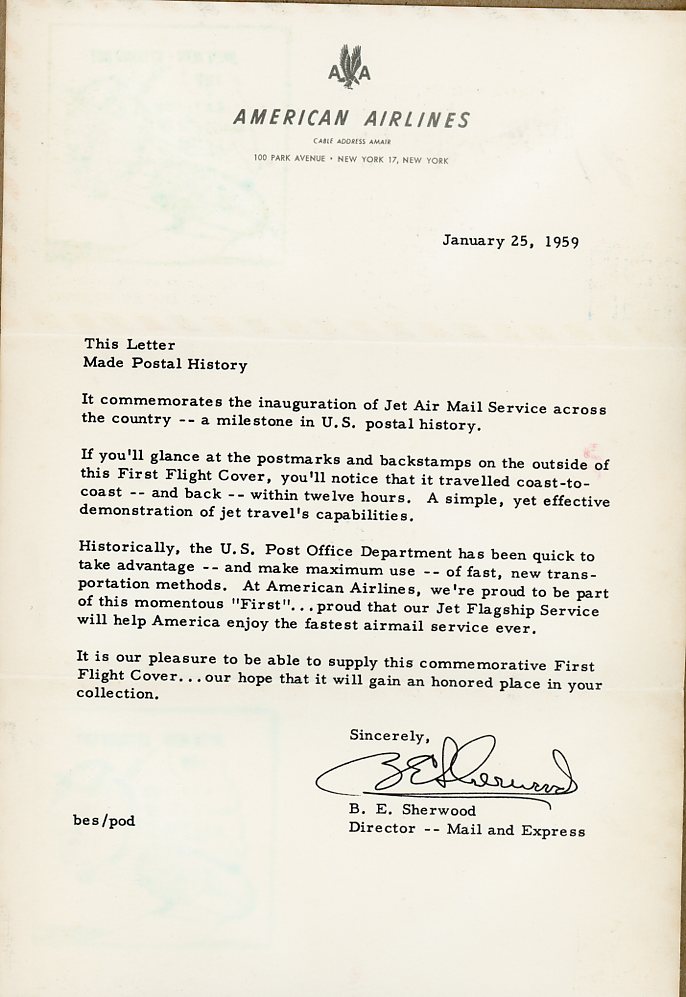 A A
AMERICAN AIRLINES
CABLE ADDRESS AMAIR
100 PARK AVENUE • NEW YORK 17, NEW YORK
January 25, 1959
This Letter
Made Postal History
It commemorates the inauguration of Jet Air Mail Service across
the country -- a milestone in U.S. postal history.
If you'll glance at the postmarks and backstamps on the outside of
this First Flight Cover, you'll notice that it travelled coast-to-
coast -- and back -- within twelve hours. A simple, yet effective
demonstration of jet travel's capabilities.
Historically, the U.S. Post Office Department has been quick to
take advantage -- and make maximum use -- of fast, new trans-
portation methods. At American Airlines, we're proud to be part
of this momentous "First"...proud that our Jet Flagship Service
will help America enjoy the fastest airmail service ever.
It is our pleasure to be able to supply this commemorative First
Flight Cover...our hope that it will gain an honored place in your
collection.
Sincerely,
B E Sherwood
B. E. Sherwood
Director -- Mail and Express
bes/pod